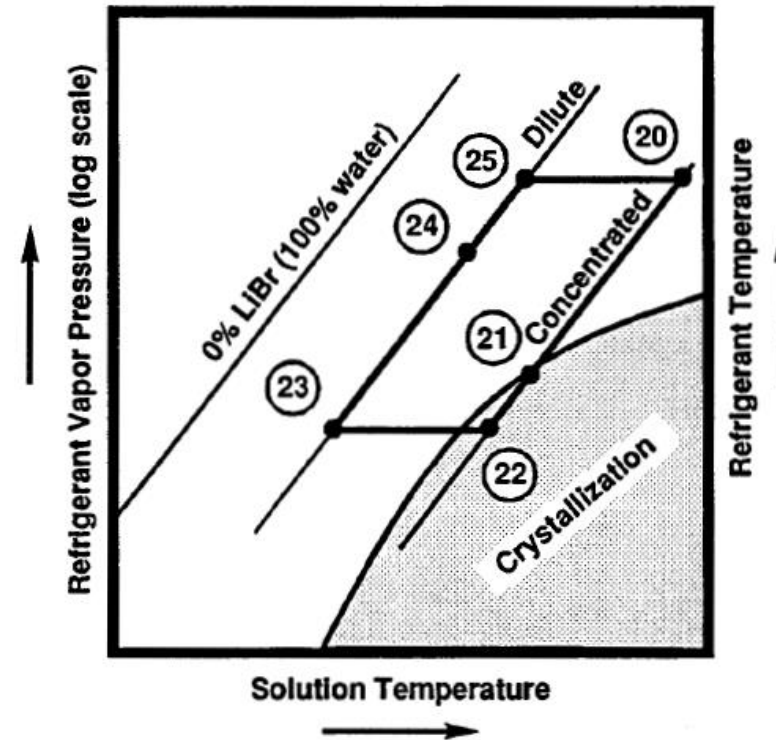 Refrigerant Vapor Pressure (log scale)
0% LiBr (100% water)
Dilute
Concentrated
20
25
24
21
23
22
Crystallization
Refrigerant Temperature
Solution Temperature